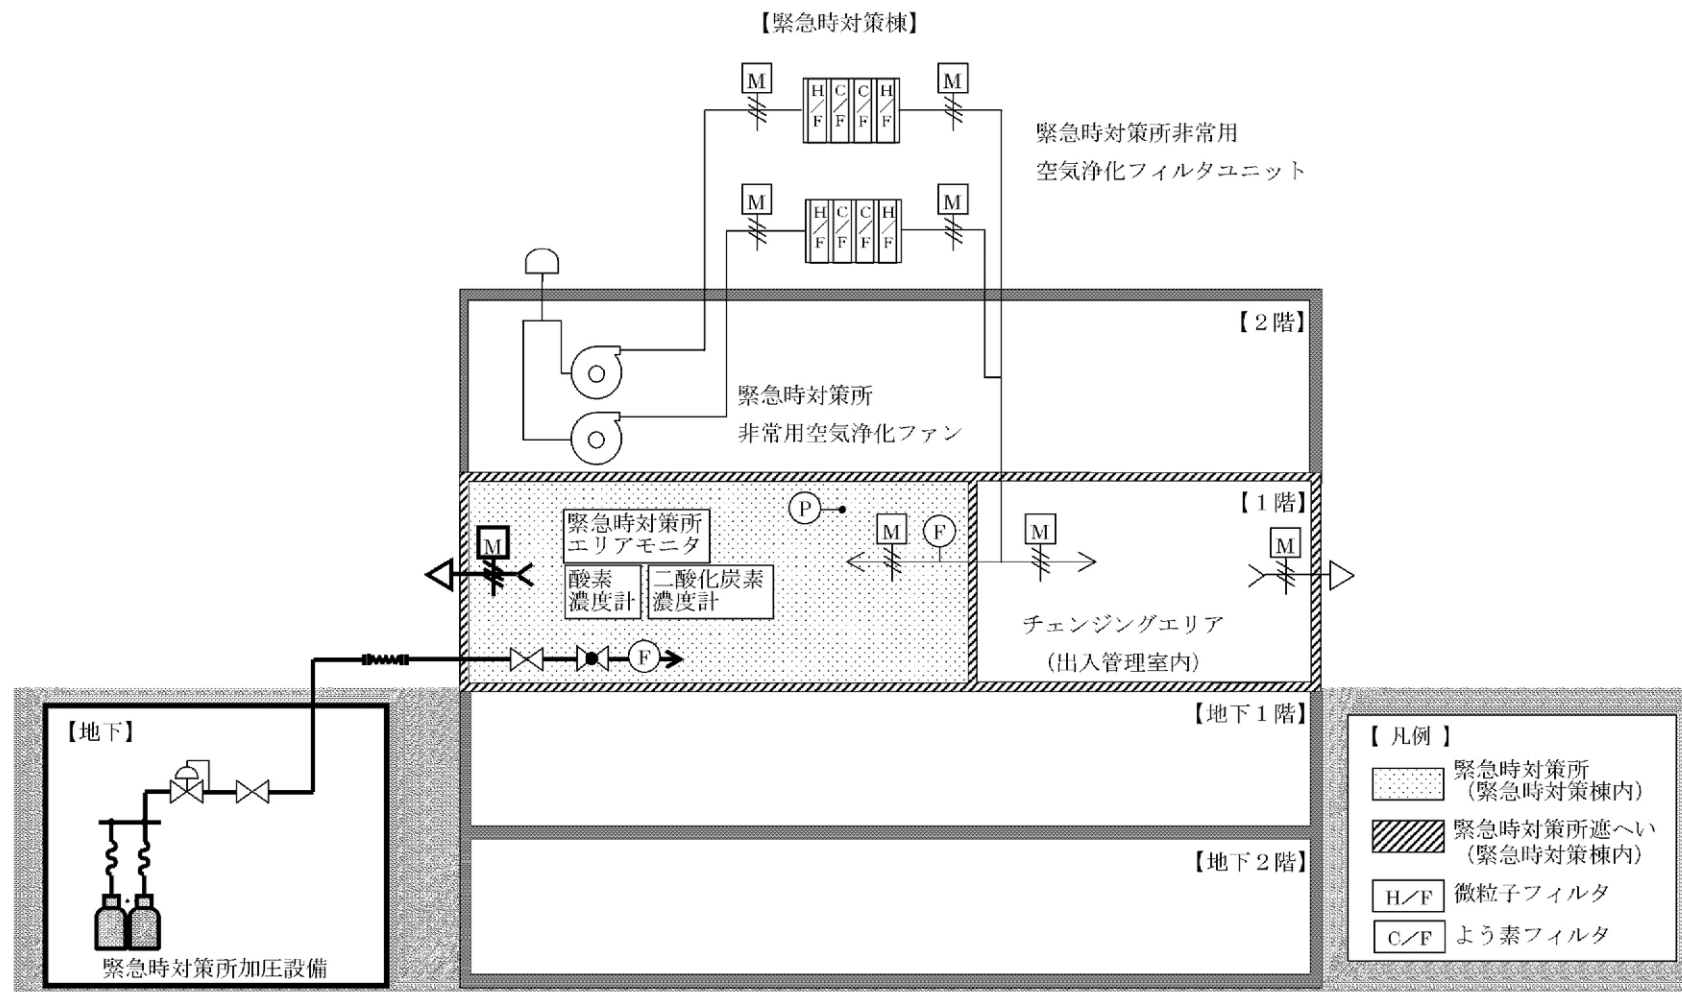 【緊急時対策棟】
M
M
H/F
C/F
C/F
H/F
緊急時対策所非常用
空気浄化フィルタユニット
M
M
H/F
C/F
C/F
H/F
【2階】
緊急時対策所
非常用空気浄化ファン
【1階】
P
緊急時対策所
エリアモニタ
M
M
F
M
M
酸素
濃度計
二酸化炭素
濃度計
チェンジングエリア
(出入管理室内)
F
【地下】
【地下1階】
【地下2階】
緊急時対策所加圧設備
【 凡例 】
緊急時対策所
(緊急時対策棟内)
緊急時対策所遮へい
(緊急時対策棟内)
H/F 微粒子フィルタ
C/F よう素フィルタ